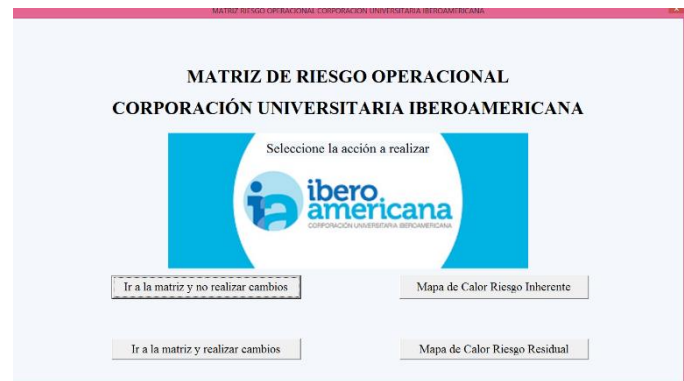 MATRIZ RIESGO OPERACIONAL CORPORACION UNIVERSITARIA IBEROAMERICANA
MATRIZ DE RIESGO OPERACIONAL
CORPORACIÓN UNIVERSITARIA IBEROAMERICANA
Seleccione la acción a realizar
ia
ibero
americana
CORPORACIÓN UNIVERSITARIA IBEROAMERICANA
Ir a la matriz y no realizar cambios
Mapa de Calor Riesgo Inherente
Ir a la matriz y realizar cambios
Mapa de Calor Riesgo Residual